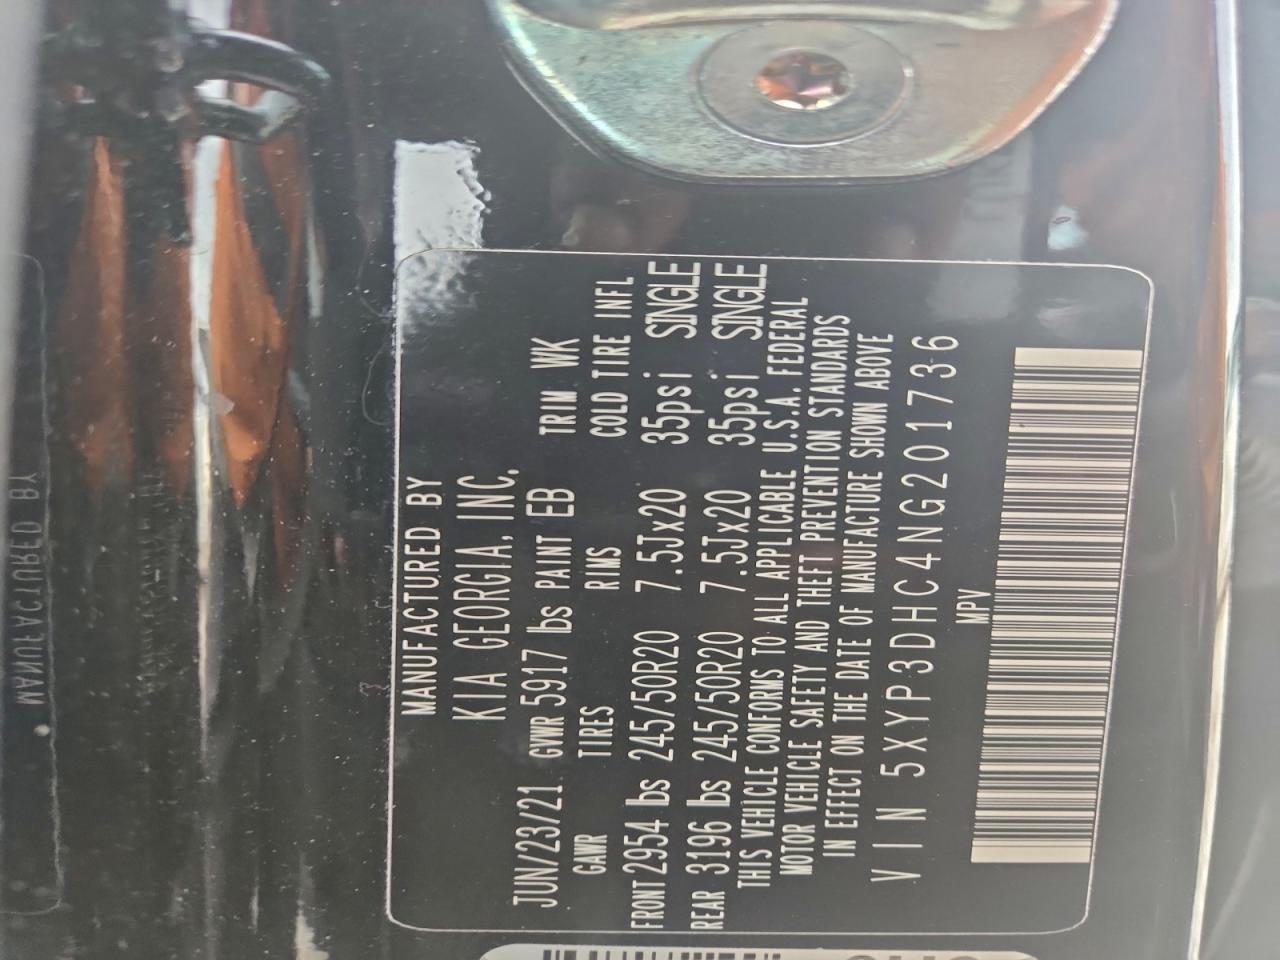 MANUFACTURED BY
KIA GEORGIA, INC.
JUN/23/21 GVWR 5917 lbs PAINT EB TRIM WK
GAWR TIRES RIMS COLD TIRE INFL
FRONT 2954 lbs 245/50R20 7.5Jx20 35psi SINGLE
REAR 3196 lbs 245/50R20 7.5Jx20 35psi SINGLE
THIS VEHICLE CONFORMS TO ALL APPLICABLE U.S.A. FEDERAL
MOTOR VEHICLE SAFETY AND THEFT PREVENTION STANDARDS
IN EFFECT ON THE DATE OF MANUFACTURE SHOWN ABOVE
VIN 5XYP3DHC4NG201736
MPV
MANUFACTURED BY